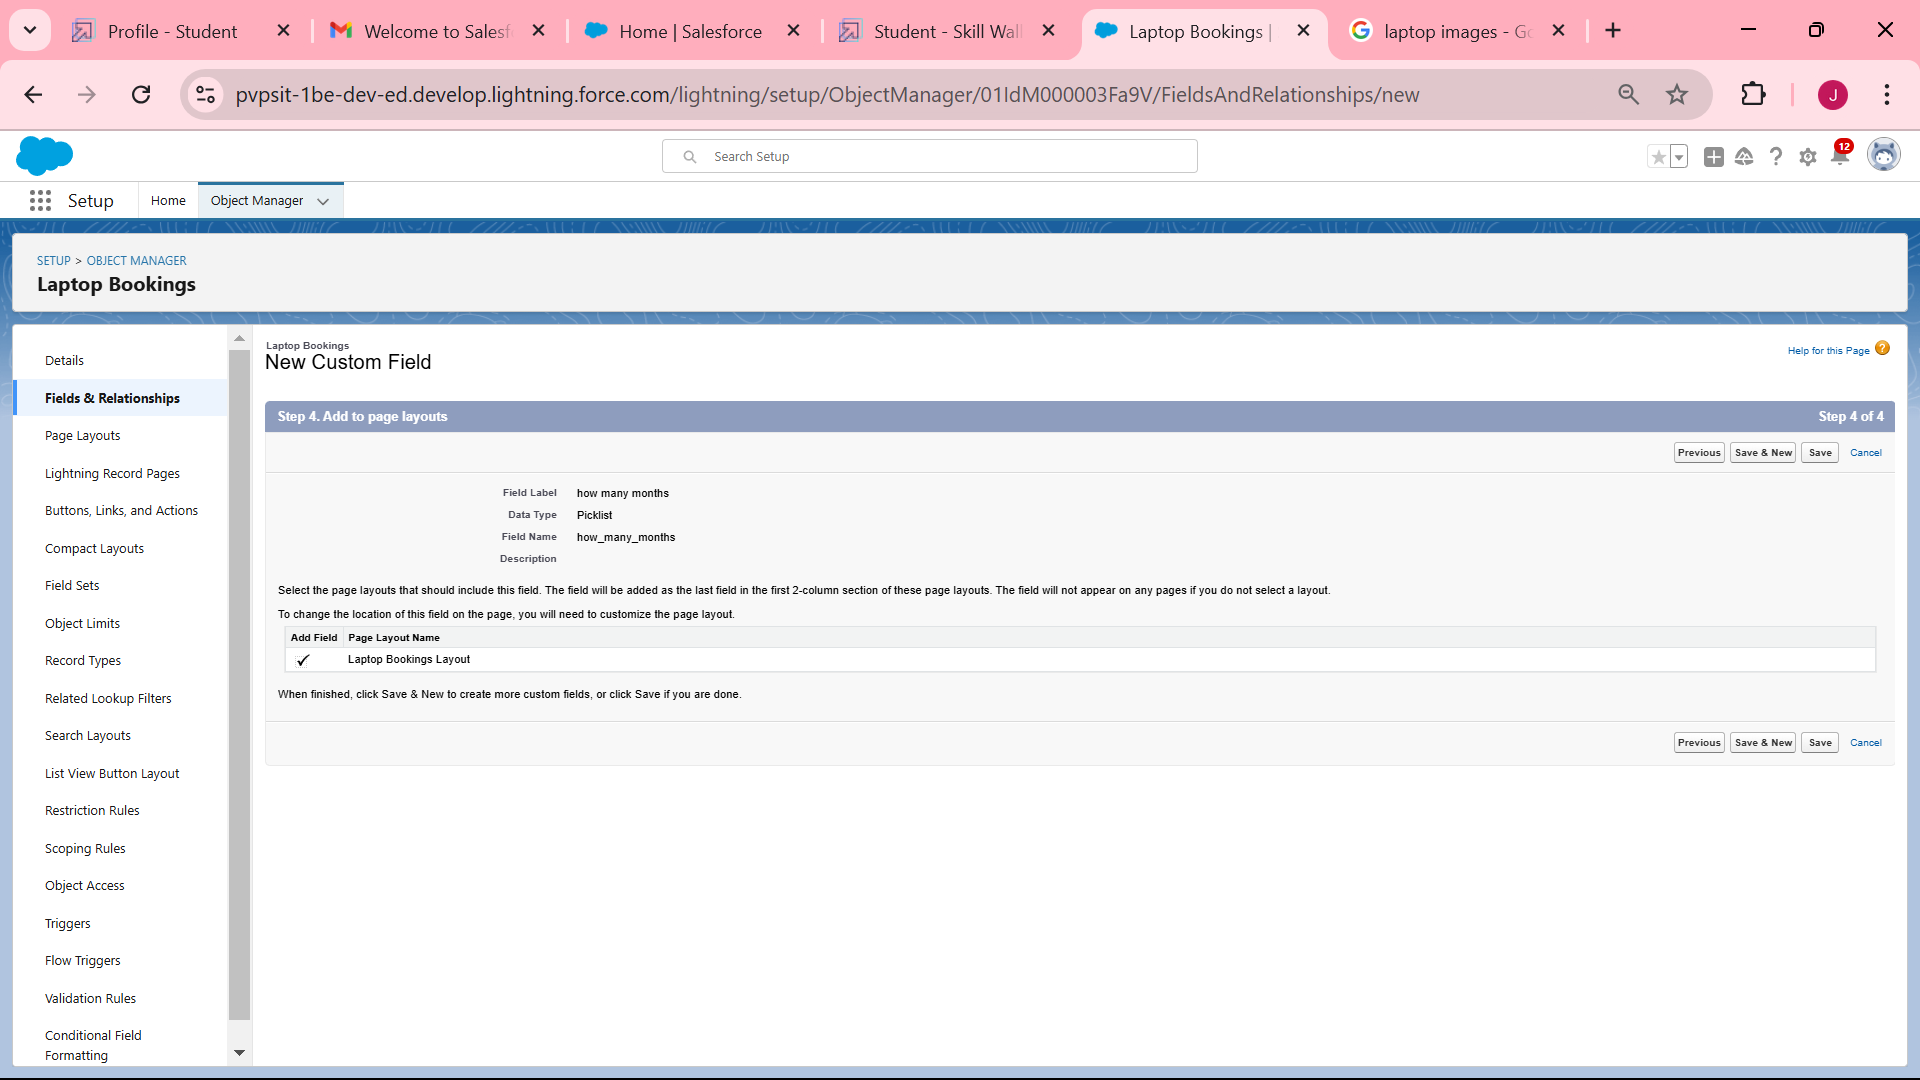 Profile - Student
Welcome to Salesf
Home | Salesforce
Student - Skill Wall
Laptop Bookings |
laptop images - Go
pvpsit-1be-dev-ed.develop.lightning.force.com/lightning/setup/ObjectManager/01IdM000003Fa9V/FieldsAndRelationships/new
J
Search Setup
12
Setup
Home
Object Manager
SETUP > OBJECT MANAGER
Laptop Bookings
Details
Fields & Relationships
Page Layouts
Lightning Record Pages
Buttons, Links, and Actions
Compact Layouts
Field Sets
Object Limits
Record Types
Related Lookup Filters
Search Layouts
List View Button Layout
Restriction Rules
Scoping Rules
Object Access
Triggers
Flow Triggers
Validation Rules
Conditional Field
Formatting
Laptop Bookings
New Custom Field
Help for this Page ?
Step 4. Add to page layouts
Step 4 of 4
Previous Save & New Save Cancel
Field Label how many months
Data Type Picklist
Field Name how_many_months
Description
Select the page layouts that should include this field. The field will be added as the last field in the first 2-column section of these page layouts. The field will not appear on any pages if you do not select a layout.
To change the location of this field on the page, you will need to customize the page layout.
Add Field Page Layout Name
Laptop Bookings Layout
When finished, click Save & New to create more custom fields, or click Save if you are done.
Previous Save & New Save Cancel